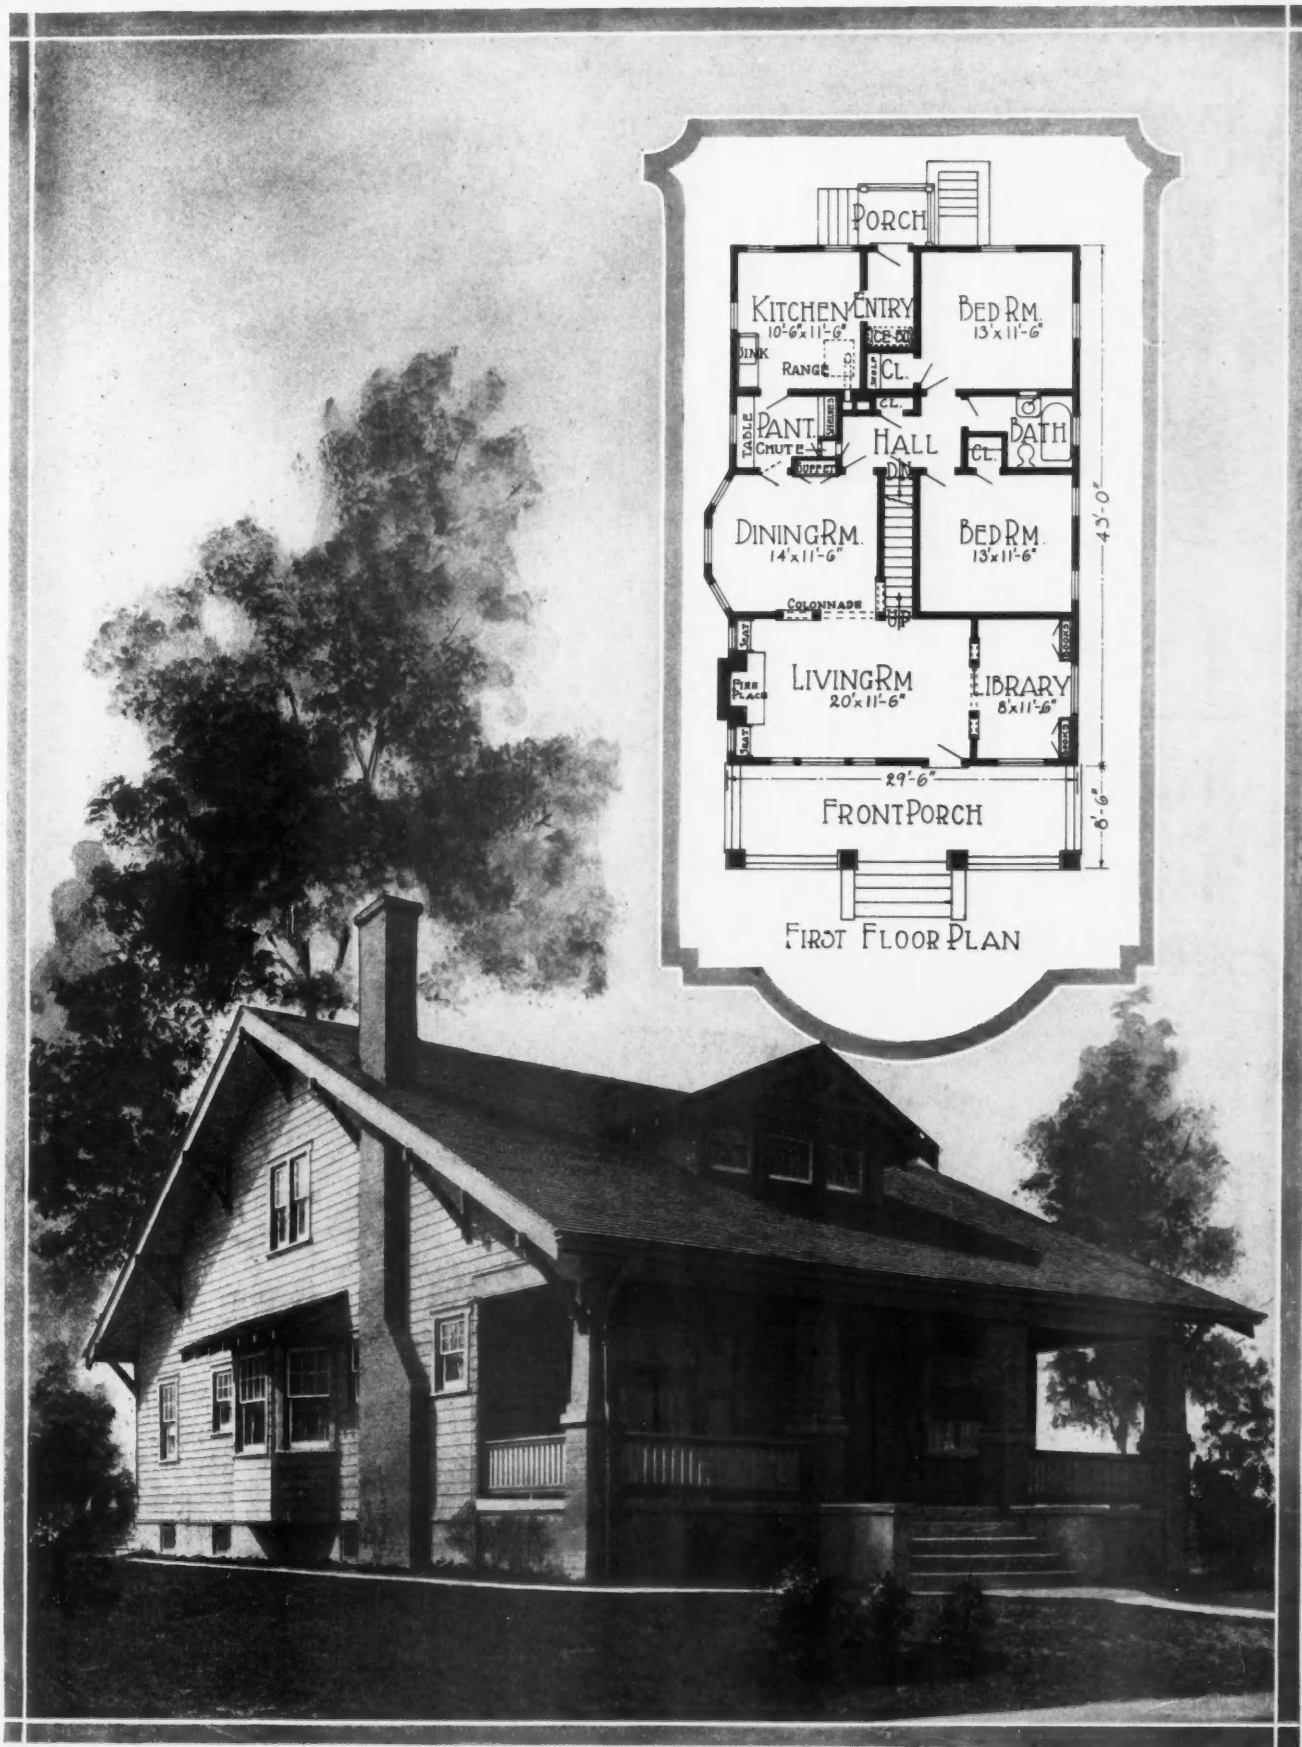 PORCH
KITCHEN
10'-6"x11'-6"
ENTRY
ICE-BX
BED RM.
13'x11'-6"
SINK
RANGE
SHELF
CL.
CL.
TABLE
PANT.
SHELVES
CHUTE
BUFFET
HALL
DN
BATH
CL.
DINING RM.
14'x11'-6"
BED RM.
13'x11'-6"
43'-0"
COLONNADE
UP
SEAT
FIRE
PLACE
SEAT
LIVING RM
20'x11'-6"
LIBRARY
8'x11'-6"
BOOKS
BOOKS
29'-6"
FRONT PORCH
8'-6"
FIRST FLOOR PLAN